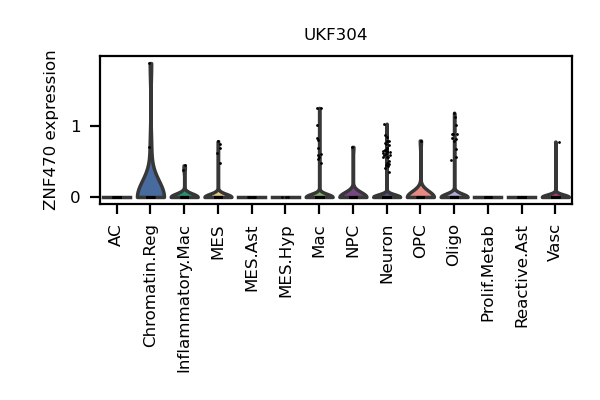 UKF304
ZNF470 expression
1
0
AC
Chromatin.Reg
Inflammatory.Mac
MES
MES.Ast
MES.Hyp
Mac
NPC
Neuron
OPC
Oligo
Prolif.Metab
Reactive.Ast
Vasc